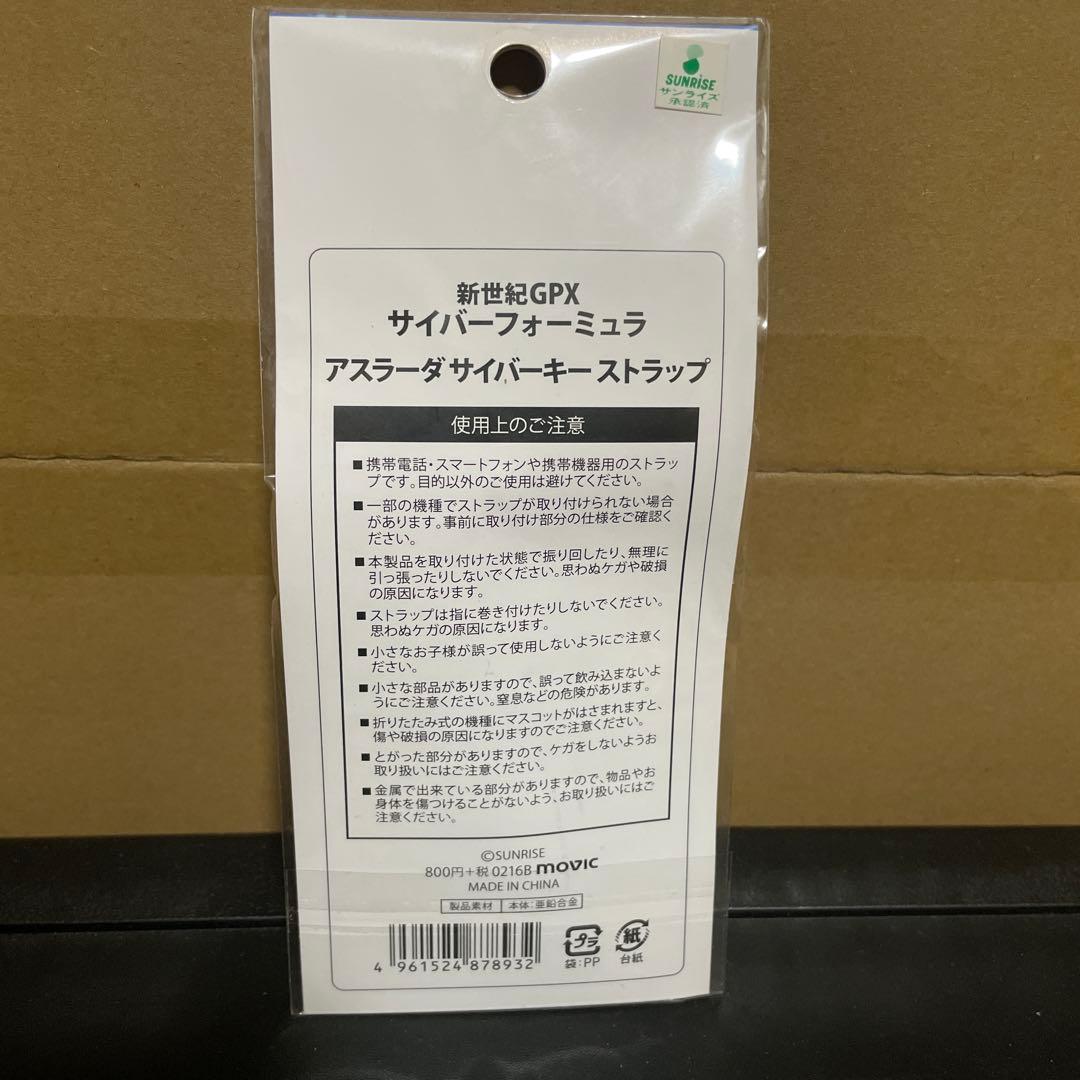 SUNRISE
サンライズ
承認済
新世紀GPX
サイバーフォーミュラ
アスラーダ サイバーキー ストラップ
使用上のご注意
■携帯電話・スマートフォンや携帯機器用のストラッ
プです。目的以外のご使用は避けてください。
■一部の機種でストラップが取り付けられない場合
があります。事前に取り付け部分の仕様をご確認く
ださい。
■本製品を取り付けた状態で振り回したり、無理に
引っ張ったりしないでください。思わぬケガや破損
の原因になります。
■ストラップは指に巻き付けたりしないでください。
思わぬケガの原因になります。
■小さなお子様が誤って使用しないようにご注意く
ださい。
■小さな部品がありますので、誤って飲み込まないよ
うにご注意ください。窒息などの危険があります。
■折りたたみ式の機種にマスコットがはさまれますと、
傷や破損の原因になりますのでご注意ください。
■とがった部分がありますので、ケガをしないようお
取り扱いにはご注意ください。
■金属で出来ている部分がありますので、物品やお
身体を傷つけることがないよう、お取り扱いにはご
注意ください。
©SUNRISE
800円+税 0216B movic
MADE IN CHINA
製品素材 本体:亜鉛合金
4 961524 878932
プラ
袋:PP
紙
台紙